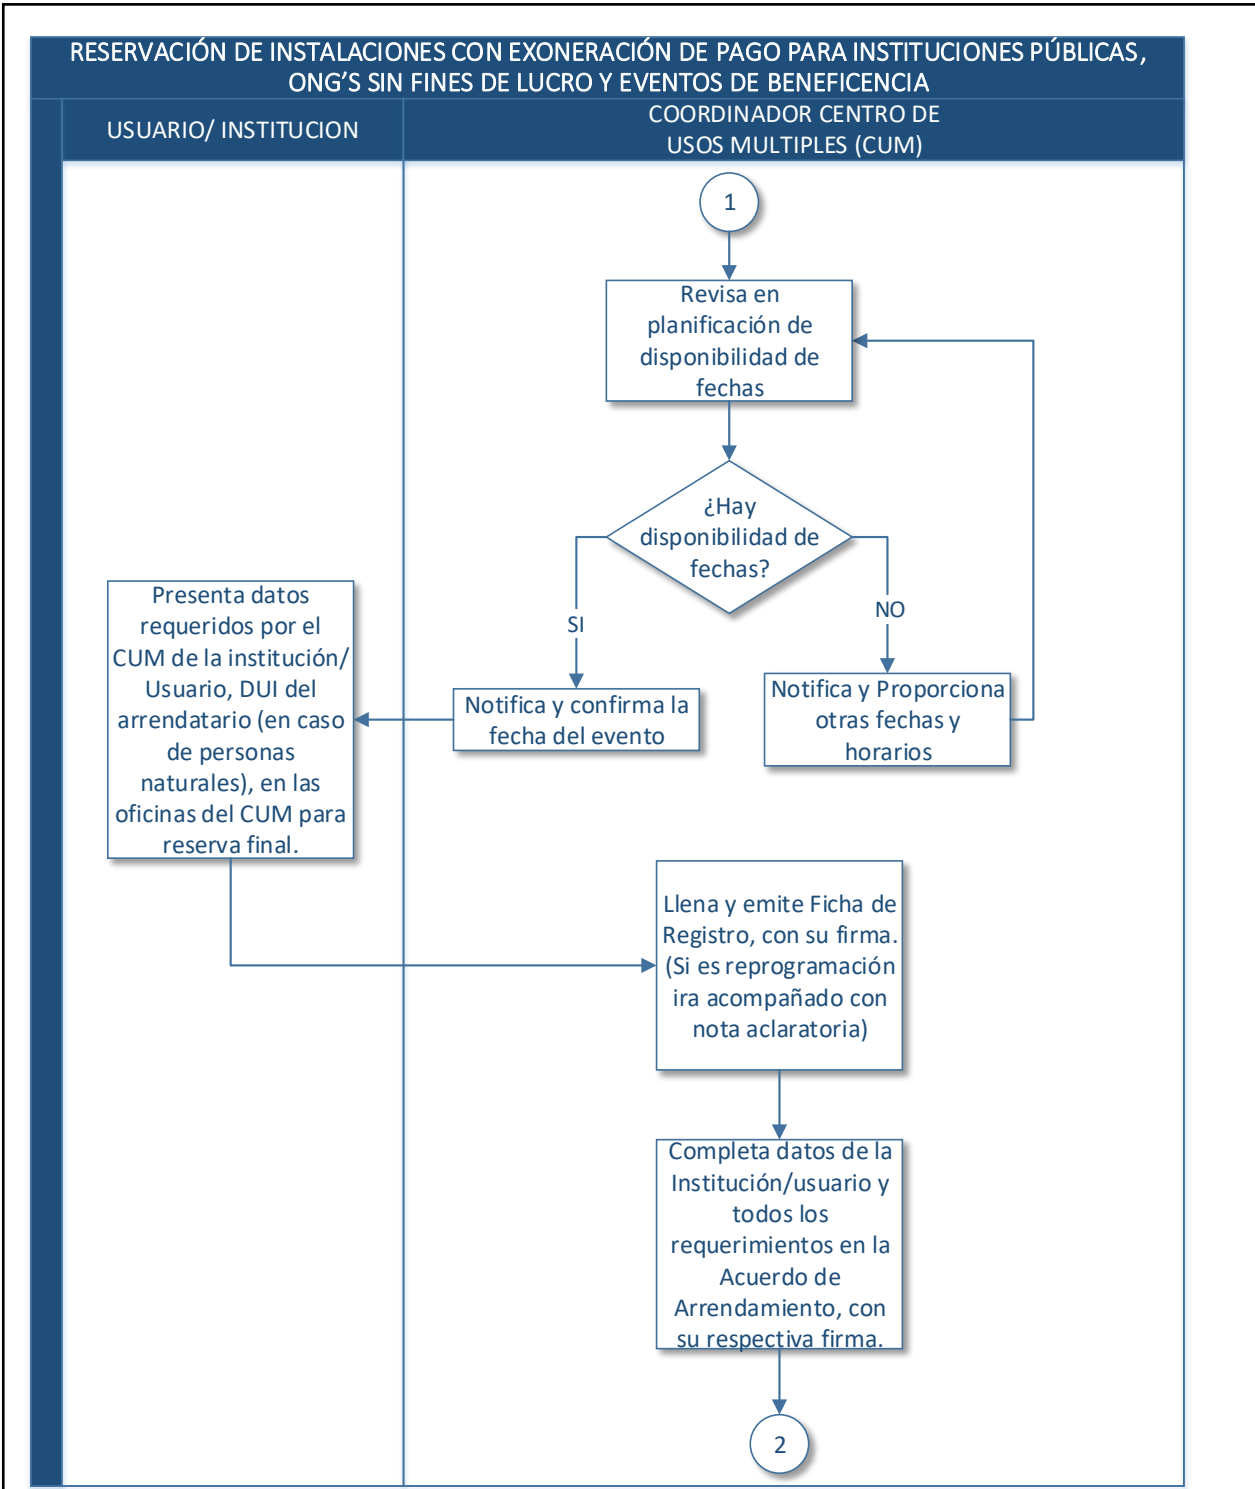 RESERVACIÓN DE INSTALACIONES CON EXONERACIÓN DE PAGO PARA INSTITUCIONES PÚBLICAS,
ONG'S SIN FINES DE LUCRO Y EVENTOS DE BENEFICENCIA
USUARIO/ INSTITUCION
COORDINADOR CENTRO DE
USOS MULTIPLES (CUM)
1
Revisa en
planificación de
disponibilidad de
fechas
¿Hay
disponibilidad de
fechas?
SI
NO
Notifica y confirma la
fecha del evento
Notifica y Proporciona
otras fechas y
horarios
Presenta datos
requeridos por el
CUM de la institución/
Usuario, DUI del
arrendatario (en caso
de personas
naturales), en las
oficinas del CUM para
reserva final.
Llena y emite Ficha de
Registro, con su firma.
(Si es reprogramación
ira acompañado con
nota aclaratoria)
Completa datos de la
Institución/usuario y
todos los
requerimientos en la
Acuerdo de
Arrendamiento, con
su respectiva firma.
2